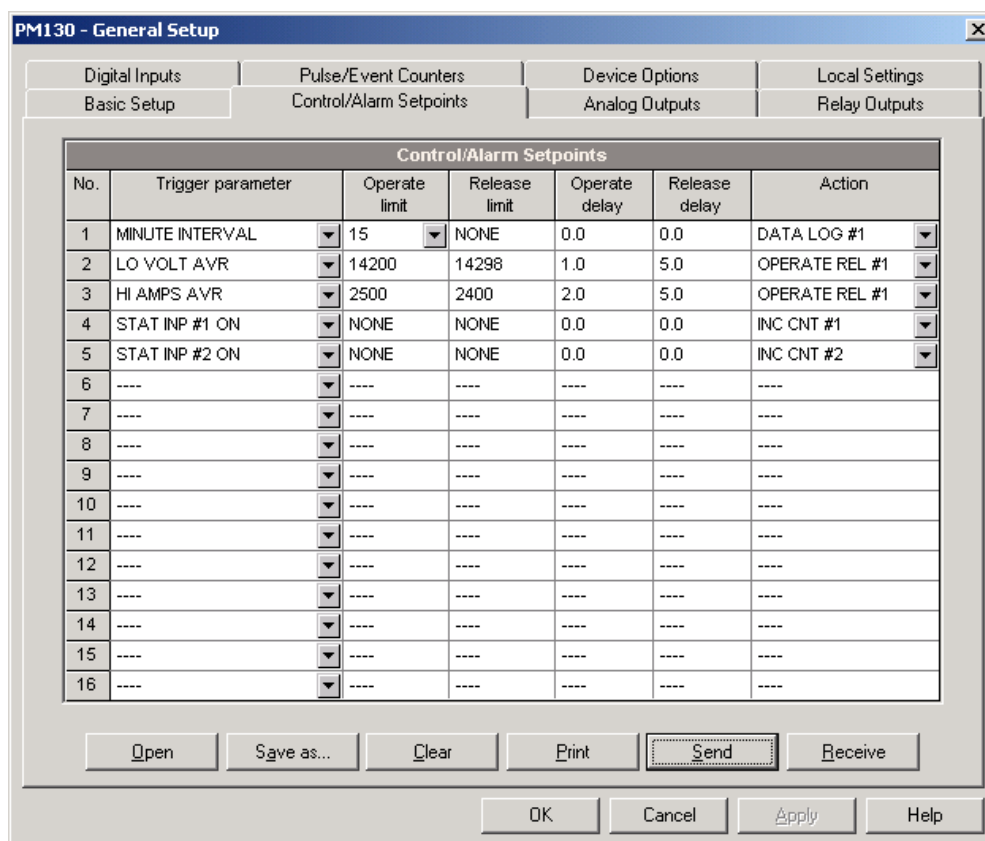 PM130 - General Setup
Digital Inputs Pulse/Event Counters Device Options Local Settings
Basic Setup Control/Alarm Setpoints Analog Outputs Relay Outputs
Control/Alarm Setpoints
No. Trigger parameter Operate limit Release limit Operate delay Release delay Action
1 MINUTE INTERVAL 15 NONE 0.0 0.0 DATA LOG #1
2 LO VOLT AVR 14200 14298 1.0 5.0 OPERATE REL #1
3 HI AMPS AVR 2500 2400 2.0 5.0 OPERATE REL #1
4 STAT INP #1 ON NONE NONE 0.0 0.0 INC CNT #1
5 STAT INP #2 ON NONE NONE 0.0 0.0 INC CNT #2
6 ---- ---- ---- ---- ---- ----
7 ---- ---- ---- ---- ---- ----
8 ---- ---- ---- ---- ---- ----
9 ---- ---- ---- ---- ---- ----
10 ---- ---- ---- ---- ---- ----
11 ---- ---- ---- ---- ---- ----
12 ---- ---- ---- ---- ---- ----
13 ---- ---- ---- ---- ---- ----
14 ---- ---- ---- ---- ---- ----
15 ---- ---- ---- ---- ---- ----
16 ---- ---- ---- ---- ---- ----
Open Save as... Clear Print Send Receive
OK Cancel Apply Help